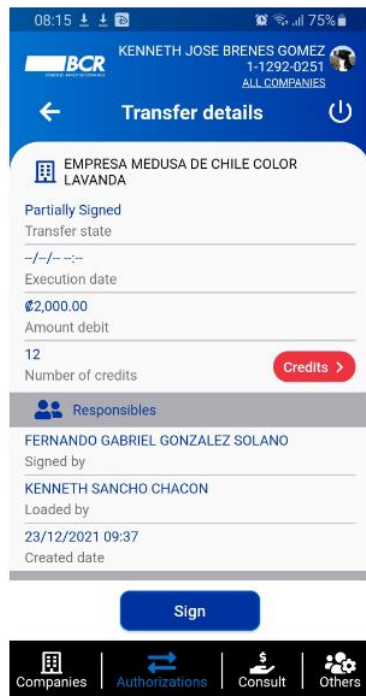 08:15 75%
KENNETH JOSE BRENES GOMEZ
BCR 1-1292-0251
ALL COMPANIES
Transfer details
EMPRESA MEDUSA DE CHILE COLOR
LAVANDA
Partially Signed
Transfer state
--/--/-- --:--
Execution date
₡2,000.00
Amount debit
12
Number of credits
Credits >
Responsibles
FERNANDO GABRIEL GONZALEZ SOLANO
Signed by
KENNETH SANCHO CHACON
Loaded by
23/12/2021 09:37
Created date
Sign
Companies Authorizations Consult Others